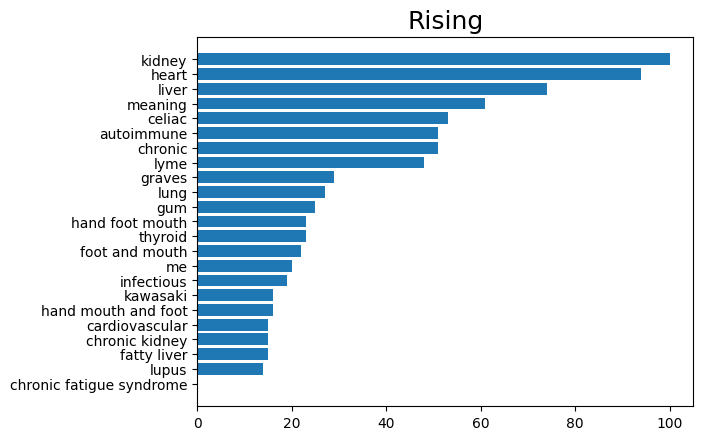 Rising
kidney
heart
liver
meaning
celiac
autoimmune
chronic
lyme
graves
lung
gum
hand foot mouth
thyroid
foot and mouth
me
infectious
kawasaki
hand mouth and foot
cardiovascular
chronic kidney
fatty liver
lupus
chronic fatigue syndrome
0 20 40 60 80 100